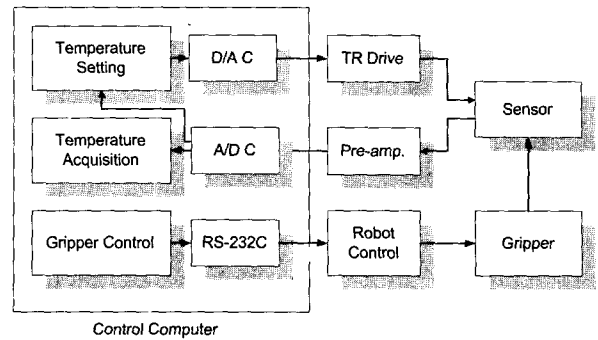 Temperature
Setting
D/A C
TR Drive
Sensor
Temperature
Acquisition
A/D C
Pre-amp.
Gripper Control
RS-232C
Robot
Control
Gripper
Control Computer